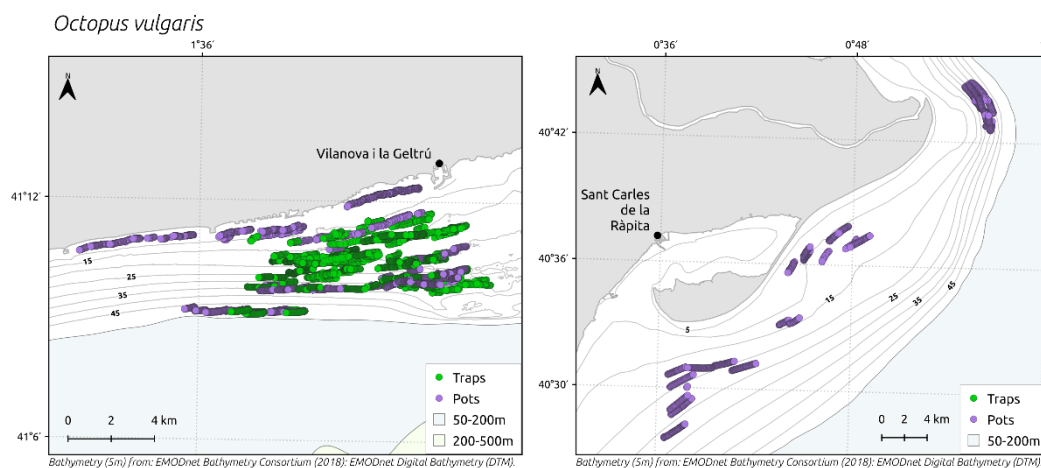 Octopus vulgaris
1°36'
N
Vilanova i la Geltrú
41°12'
15
25
35
45
Traps
Pots
50-200m
200-500m
0 2 4 km
41°6'
Bathymetry (5m) from: EMODnet Bathymetry Consortium (2018): EMODnet Digital Bathymetry (DTM).
0°36' 0°48'
N
40°42'
Sant Carles
de la
Ràpita
40°36'
5
15
25
35
45
40°30'
Traps
Pots
50-200m
0 2 4 km
Bathymetry (5m) from: EMODnet Bathymetry Consortium (2018): EMODnet Digital Bathymetry (DTM).